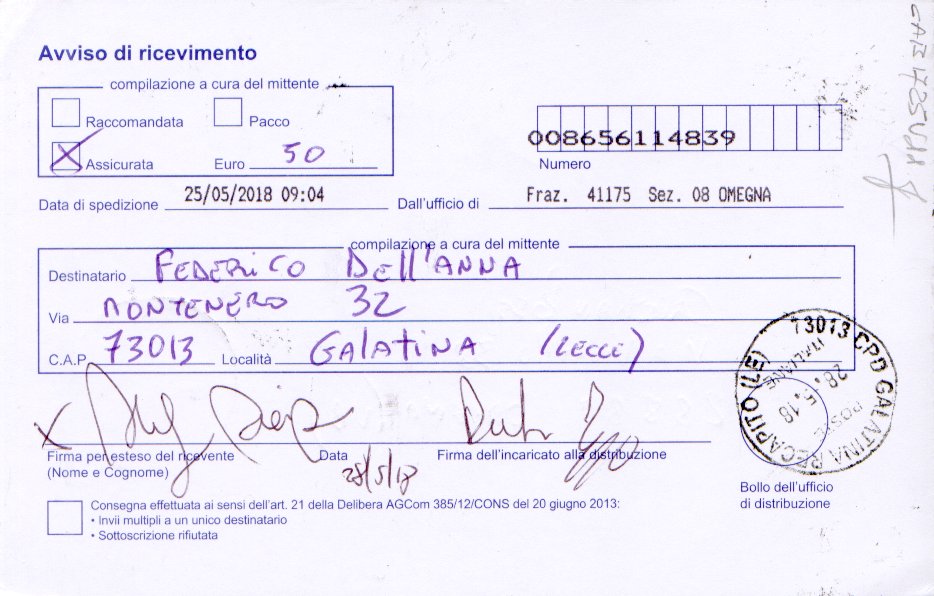 Avviso di ricevimento
compilazione a cura del mittente
Raccomandata Pacco
Assicurata Euro 50
008656114839
Numero
Data di spedizione 25/05/2018 09:04 Dall'ufficio di Fraz. 41175 Sez. 08 OMEGNA
compilazione a cura del mittente
Destinatario FEDERICO DELL'ANNA
Via MONTENERO 32
C.A.P. 73013 Località GALATINA (LECCE)
Firma per esteso del ricevente
(Nome e Cognome)
Data 28/5/18
Firma dell'incaricato alla distribuzione
73013 CPD GALATINA RECAPITO (LE)
POSTE ITALIANE
28.5.18
Bollo dell'ufficio
di distribuzione
Consegna effettuata ai sensi dell'art. 21 della Delibera AGCom 385/12/CONS del 20 giugno 2013:
• Invii multipli a un unico destinatario
• Sottoscrizione rifiutata